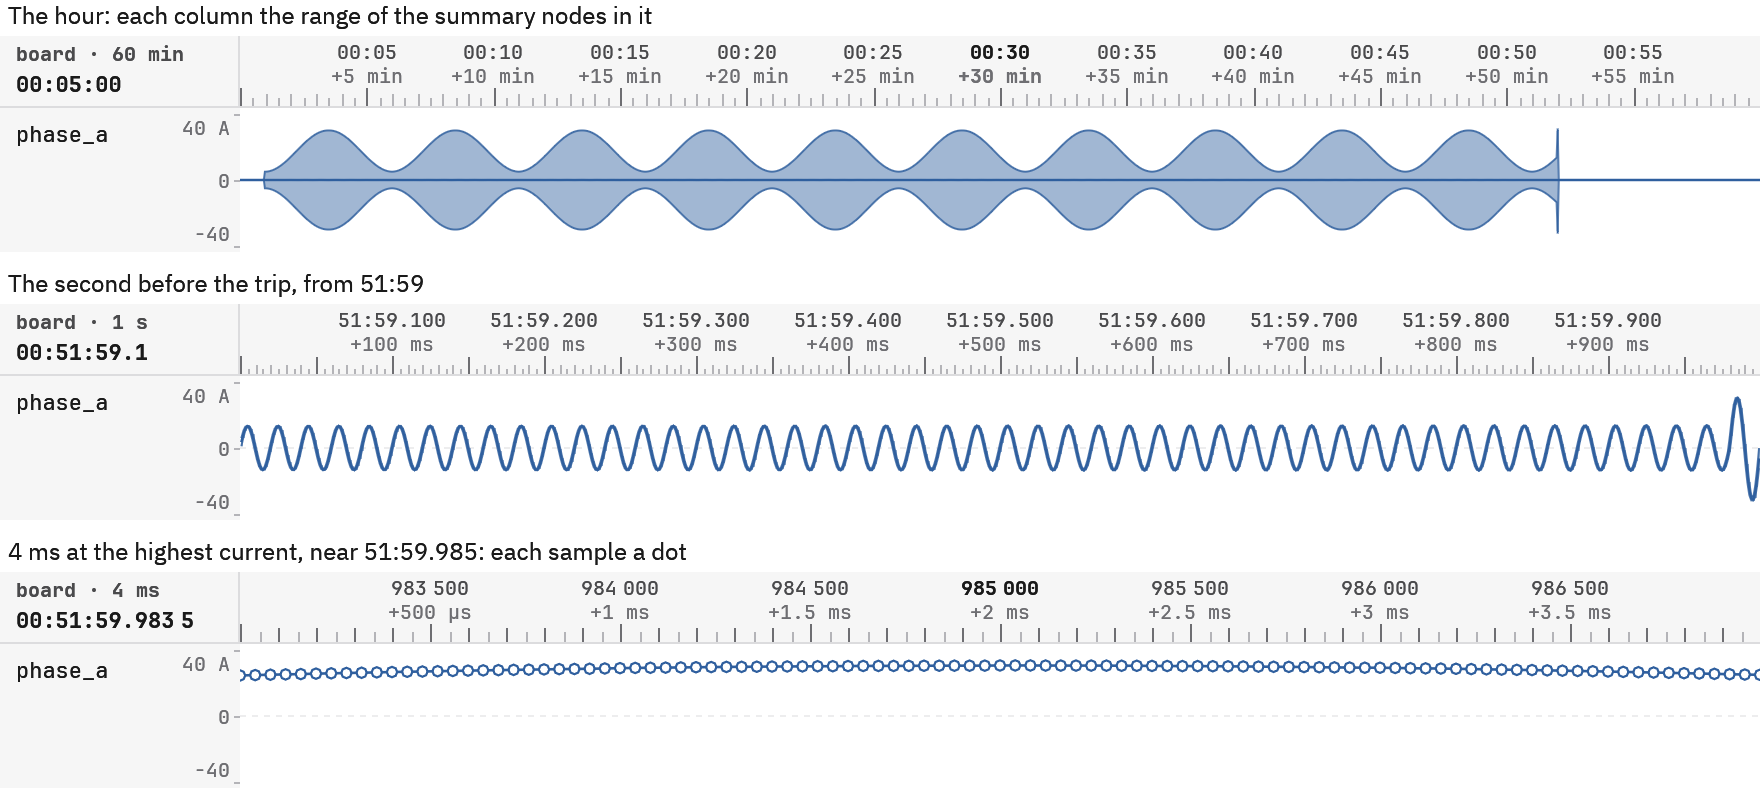 The hour: each column the range of the summary nodes in it
board · 60 min
00:05:00
00:05 00:10 00:15 00:20 00:25 00:30 00:35 00:40 00:45 00:50 00:55
+5 min +10 min +15 min +20 min +25 min +30 min +35 min +40 min +45 min +50 min +55 min
phase_a
40 A
0
-40
The second before the trip, from 51:59
board · 1 s
00:51:59.1
51:59.100 51:59.200 51:59.300 51:59.400 51:59.500 51:59.600 51:59.700 51:59.800 51:59.900
+100 ms +200 ms +300 ms +400 ms +500 ms +600 ms +700 ms +800 ms +900 ms
phase_a
40 A
0
-40
4 ms at the highest current, near 51:59.985: each sample a dot
board · 4 ms
00:51:59.983 5
983 500 984 000 984 500 985 000 985 500 986 000 986 500
+500 µs +1 ms +1.5 ms +2 ms +2.5 ms +3 ms +3.5 ms
phase_a
40 A
0
-40